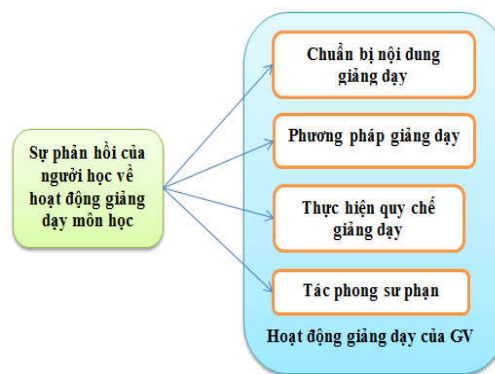 Sự phản hồi của
người học về
hoạt động giảng
dạy môn học
Chuẩn bị nội dung
giảng dạy
Phương pháp giảng dạy
Thực hiện quy chế
giảng dạy
Tác phong sư phạn
Hoạt động giảng dạy của GV